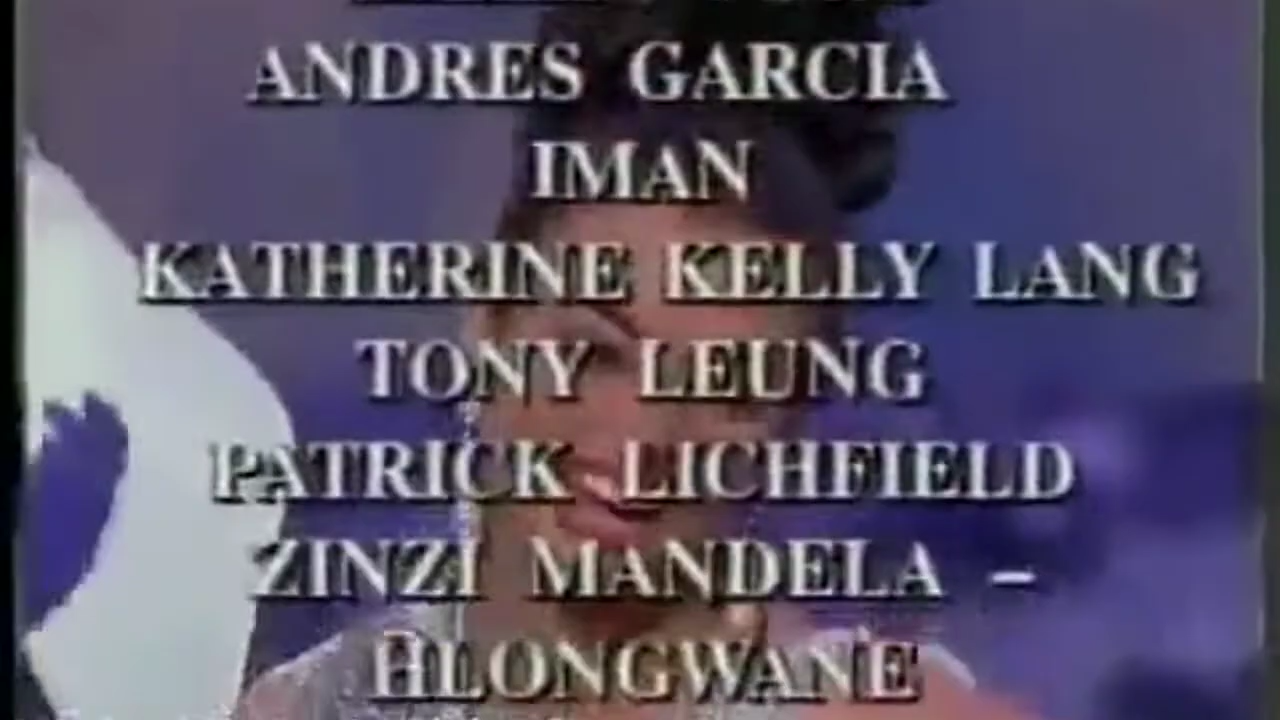 ANDRES GARCIA
IMAN
KATHERINE KELLY LANG
TONY LEUNG
PATRICK LICHFIELD
ZINZI MANDELA –
HLONGWANE